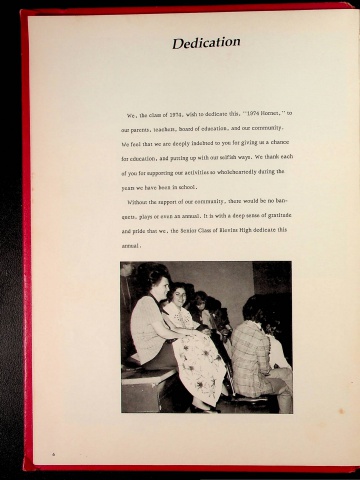 Dedication
We, the class of 1974, wish to dedicate this, "1974 Hornet," to
our parents, teachers, board of education, and our community.
We feel that we are deeply indebted to you for giving us a chance
for education, and putting up with our selfish ways. We thank each
of you for supporting our activities so wholeheartedly during the
years we have been in school.
Without the support of our community, there would be no ban-
quets, plays or even an annual. It is with a deep sense of gratitude
and pride that we, the Senior Class of Blevins High dedicate this
annual.
6